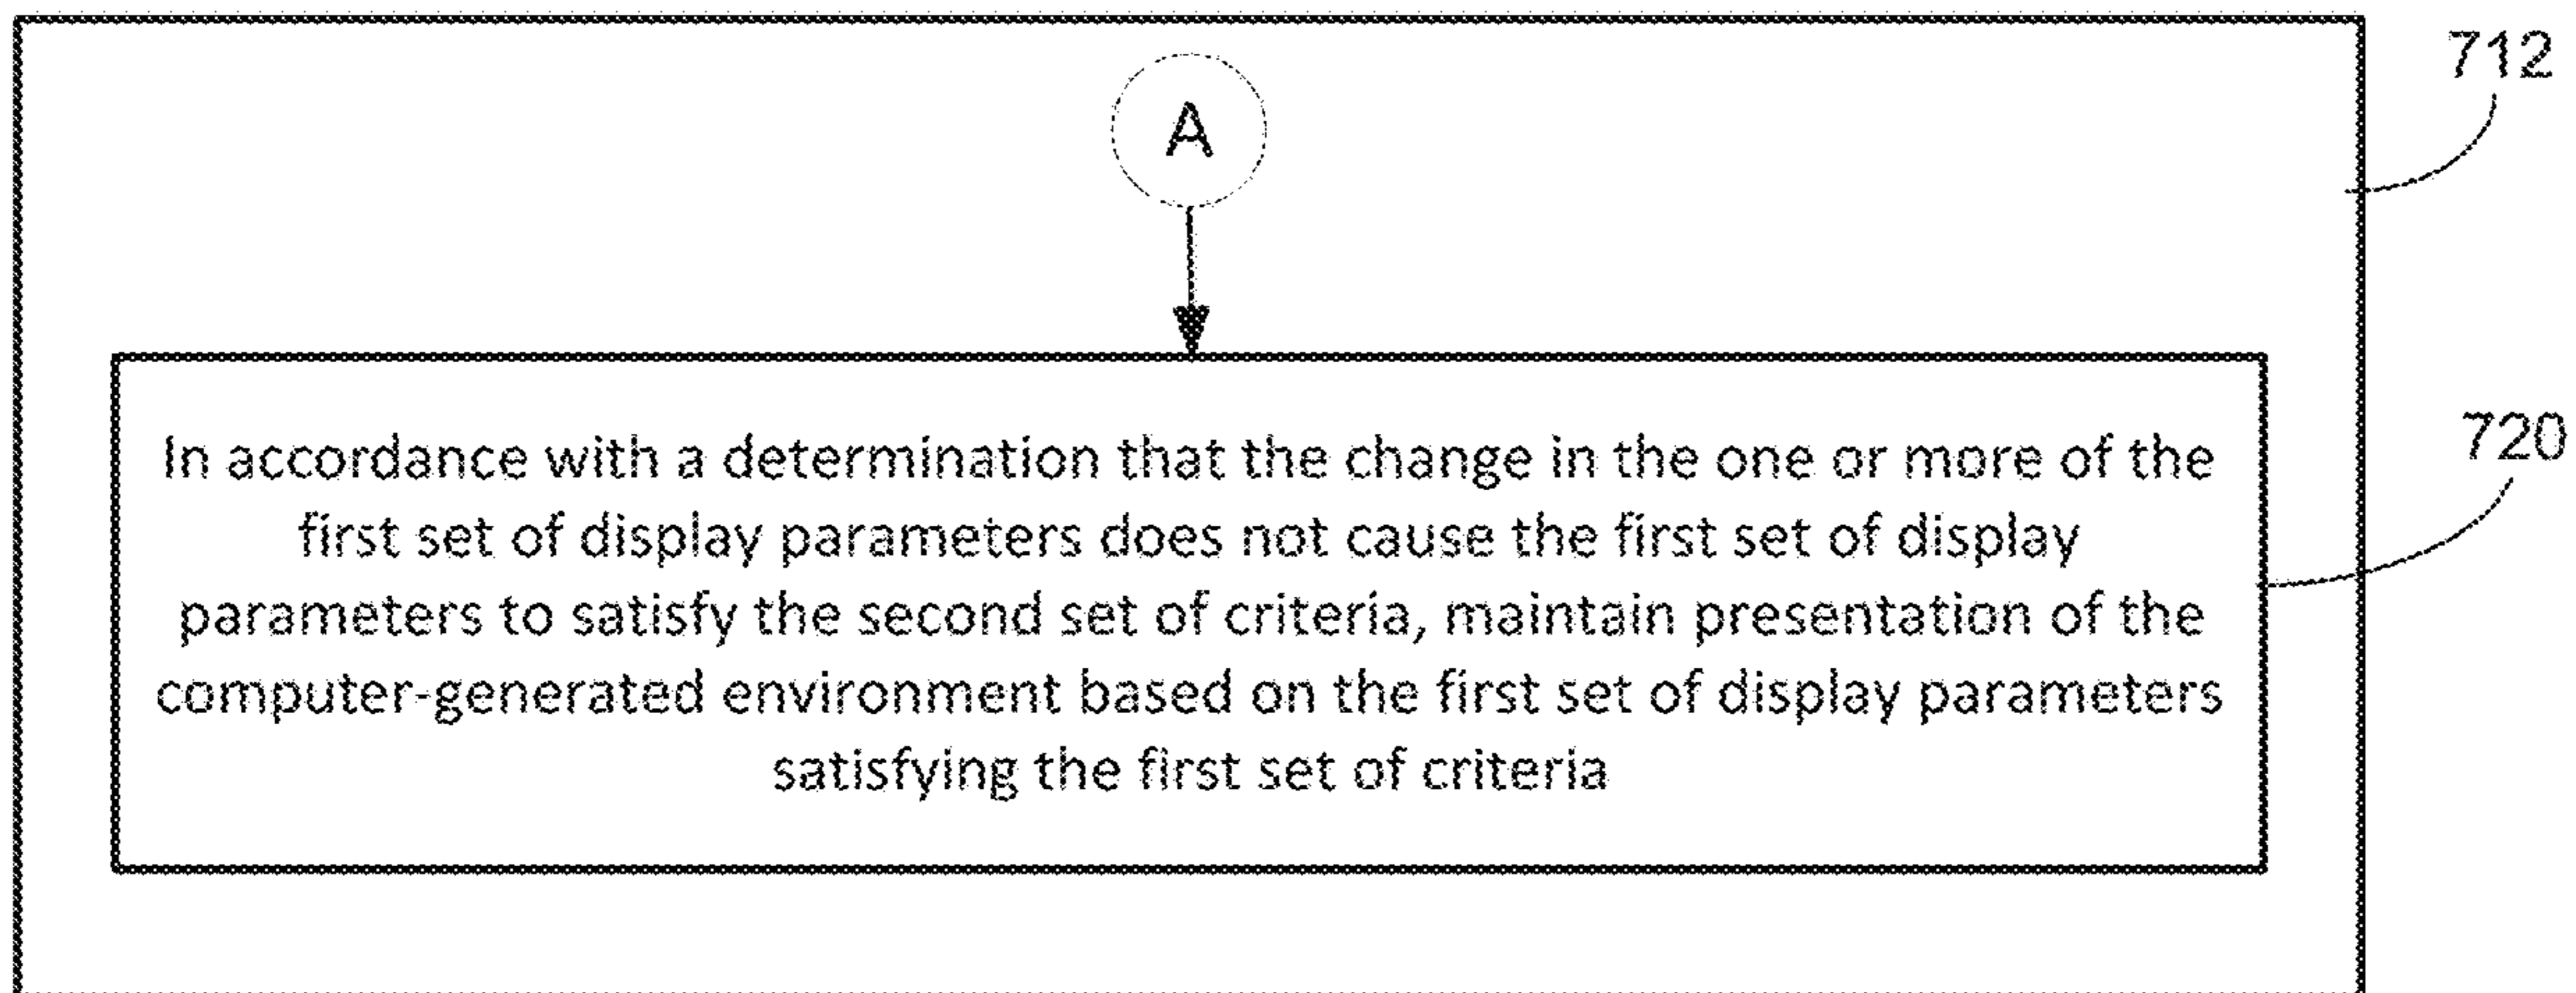 712
A
720
In accordance with a determination that the change in the one or more of the
first set of display parameters does not cause the first set of display
parameters to satisfy the second set of criteria, maintain presentation of the
computer-generated environment based on the first set of display parameters
satisfying the first set of criteria